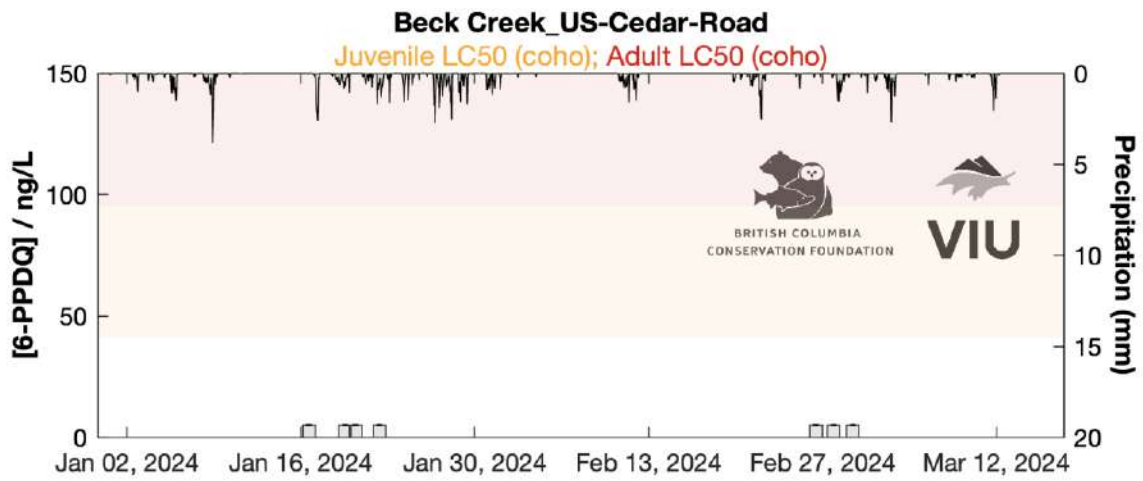 Beck Creek_US-Cedar-Road
Juvenile LC50 (coho); Adult LC50 (coho)
[6-PPDQ] / ng/L
150
100
50
0
BRITISH COLUMBIA
CONSERVATION FOUNDATION
VIU
0
5
10
15
20
Precipitation (mm)
Jan 02, 2024 Jan 16, 2024 Jan 30, 2024 Feb 13, 2024 Feb 27, 2024 Mar 12, 2024